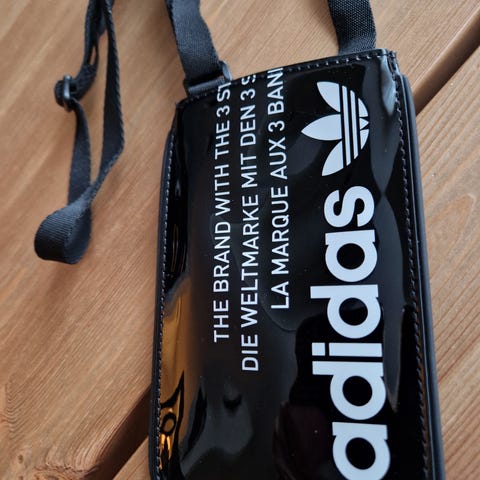 THE BRAND WITH THE 3
DIE WELTMARKE MIT DEN 3
LA MARQUE AUX 3
adidas